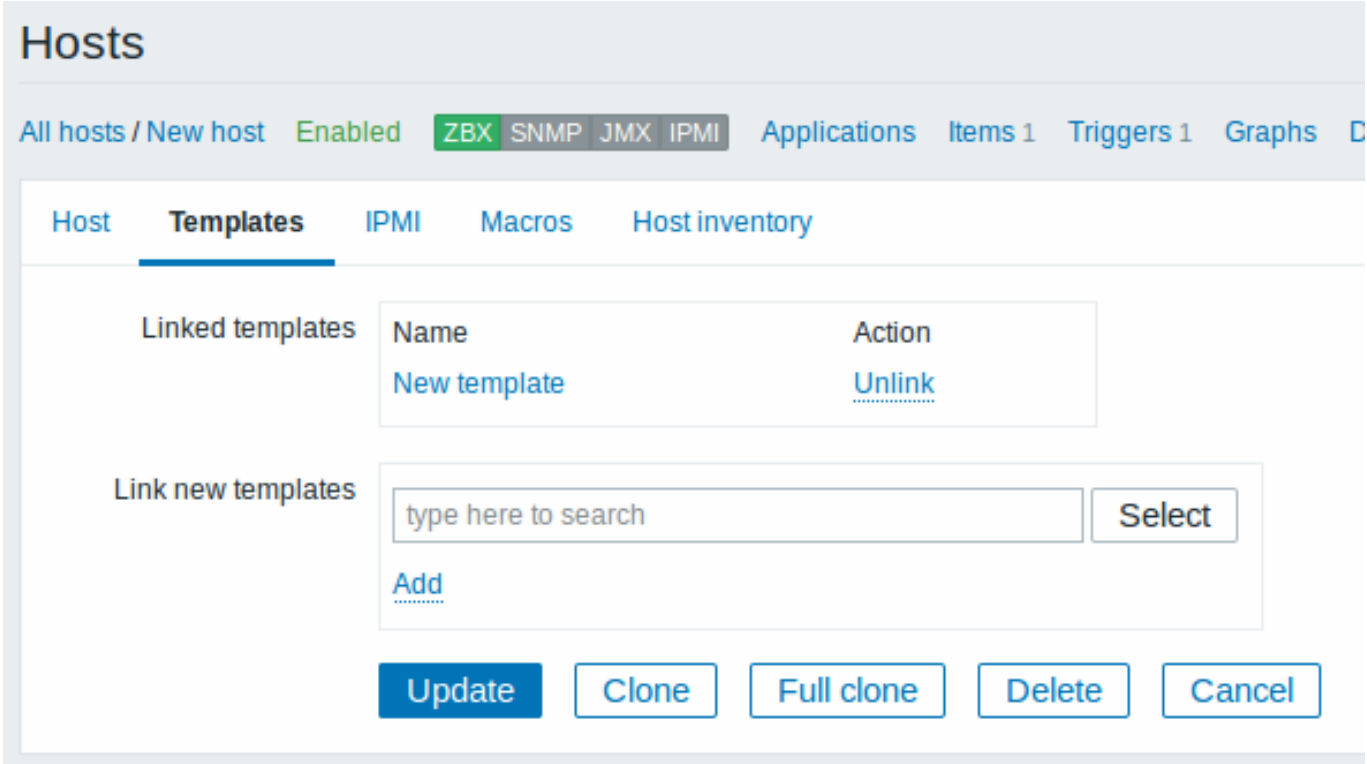 Hosts
All hosts / New host Enabled ZBX SNMP JMX IPMI Applications Items 1 Triggers 1 Graphs D
Host Templates IPMI Macros Host inventory
Linked templates Name Action
New template Unlink
Link new templates
type here to search Select
Add
Update Clone Full clone Delete Cancel